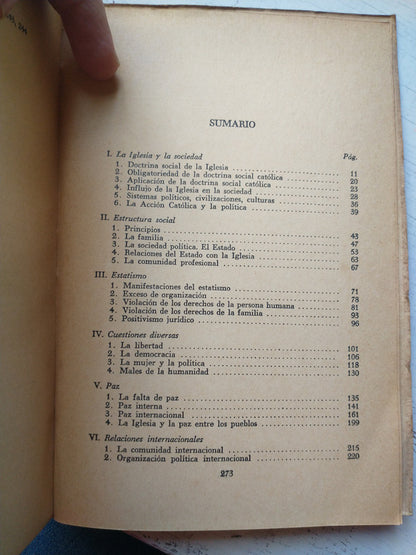 SUMARIO
I. La Iglesia y la sociedad Pág.
1. Doctrina social de la Iglesia 11
2. Obligatoriedad de la doctrina social católica 20
3. Aplicación de la doctrina social católica 23
4. Influjo de la Iglesia en la sociedad 28
5. Sistemas políticos, civilizaciones, culturas 36
6. La Acción Católica y la política 39
II. Estructura social
1. Principios 43
2. La familia 47
3. La sociedad política. El Estado 53
4. Relaciones del Estado con la Iglesia 63
5. La comunidad profesional 67
III. Estatismo
1. Manifestaciones del estatismo 71
2. Exceso de organización 78
3. Violación de los derechos de la persona humana 81
4. Violación de los derechos de la familia 93
5. Positivismo jurídico 96
IV. Cuestiones diversas
1. La libertad 101
2. La democracia 106
3. La mujer y la política 118
4. Males de la humanidad 130
V. Paz
1. La falta de paz 135
2. Paz interna 141
3. Paz internacional 161
4. La Iglesia y la paz entre los pueblos 199
VI. Relaciones internacionales
1. La comunidad internacional 215
2. Organización política internacional 220
273